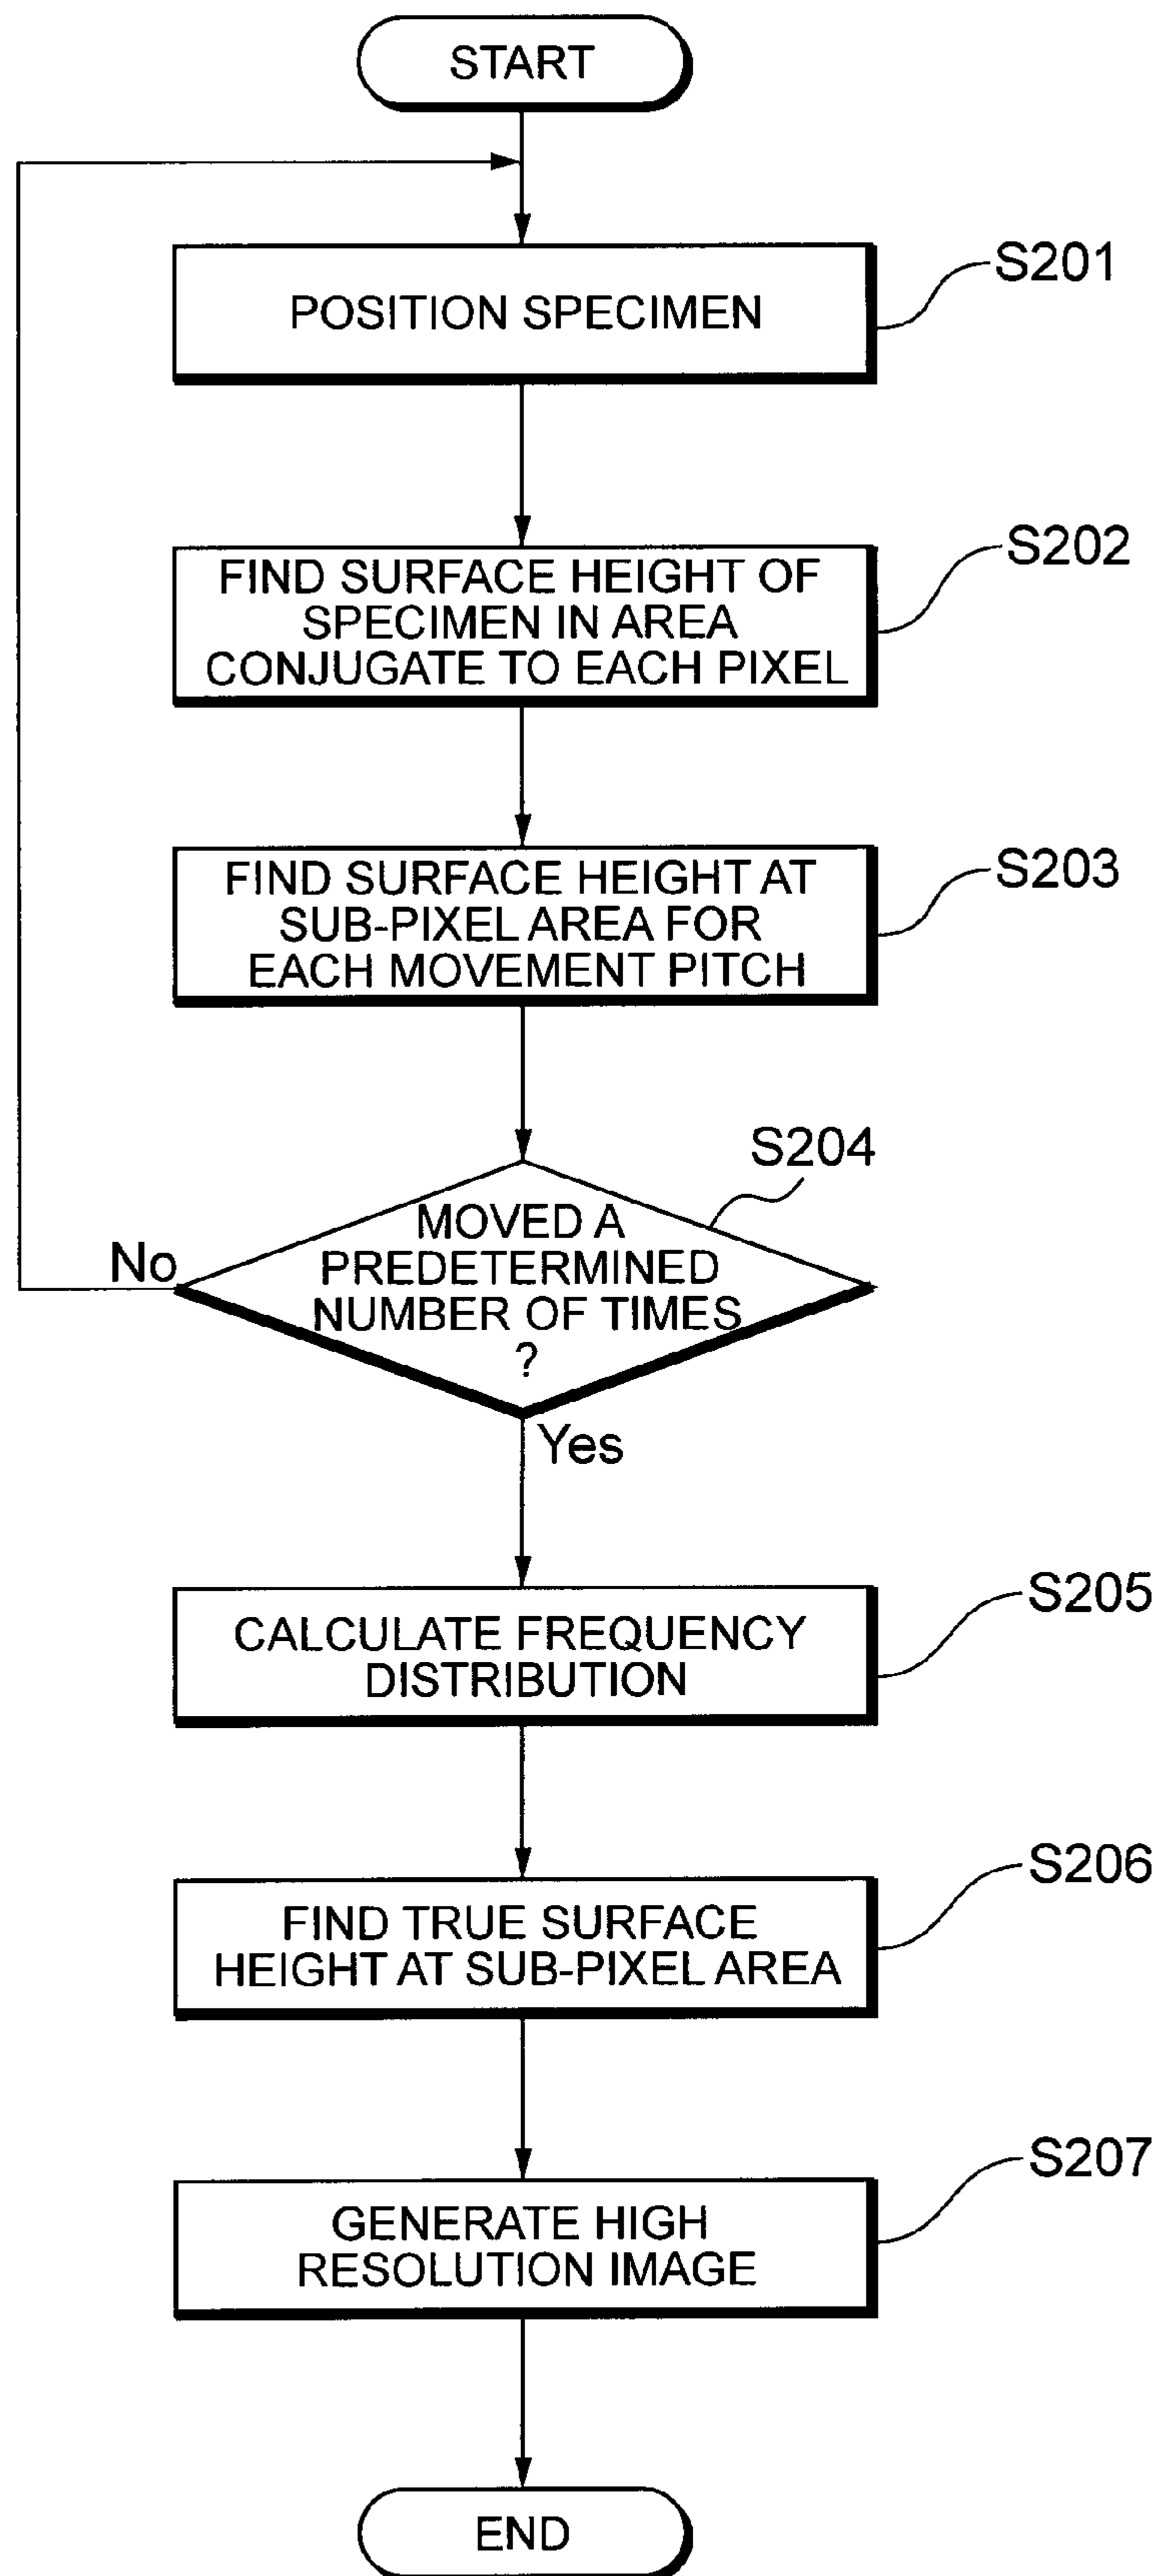 START
POSITION SPECIMEN
S201
FIND SURFACE HEIGHT OF
SPECIMEN IN AREA
CONJUGATE TO EACH PIXEL
S202
FIND SURFACE HEIGHT AT
SUB-PIXEL AREA FOR
EACH MOVEMENT PITCH
S203
S204
MOVED A
PREDETERMINED
NUMBER OF TIMES
?
No
Yes
CALCULATE FREQUENCY
DISTRIBUTION
S205
FIND TRUE SURFACE
HEIGHT AT SUB-PIXEL AREA
S206
GENERATE HIGH
RESOLUTION IMAGE
S207
END